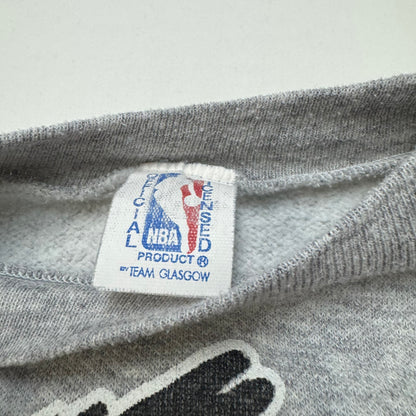 OFFICIAL LICENSED
NBA
PRODUCT ®
BY TEAM GLASGOW